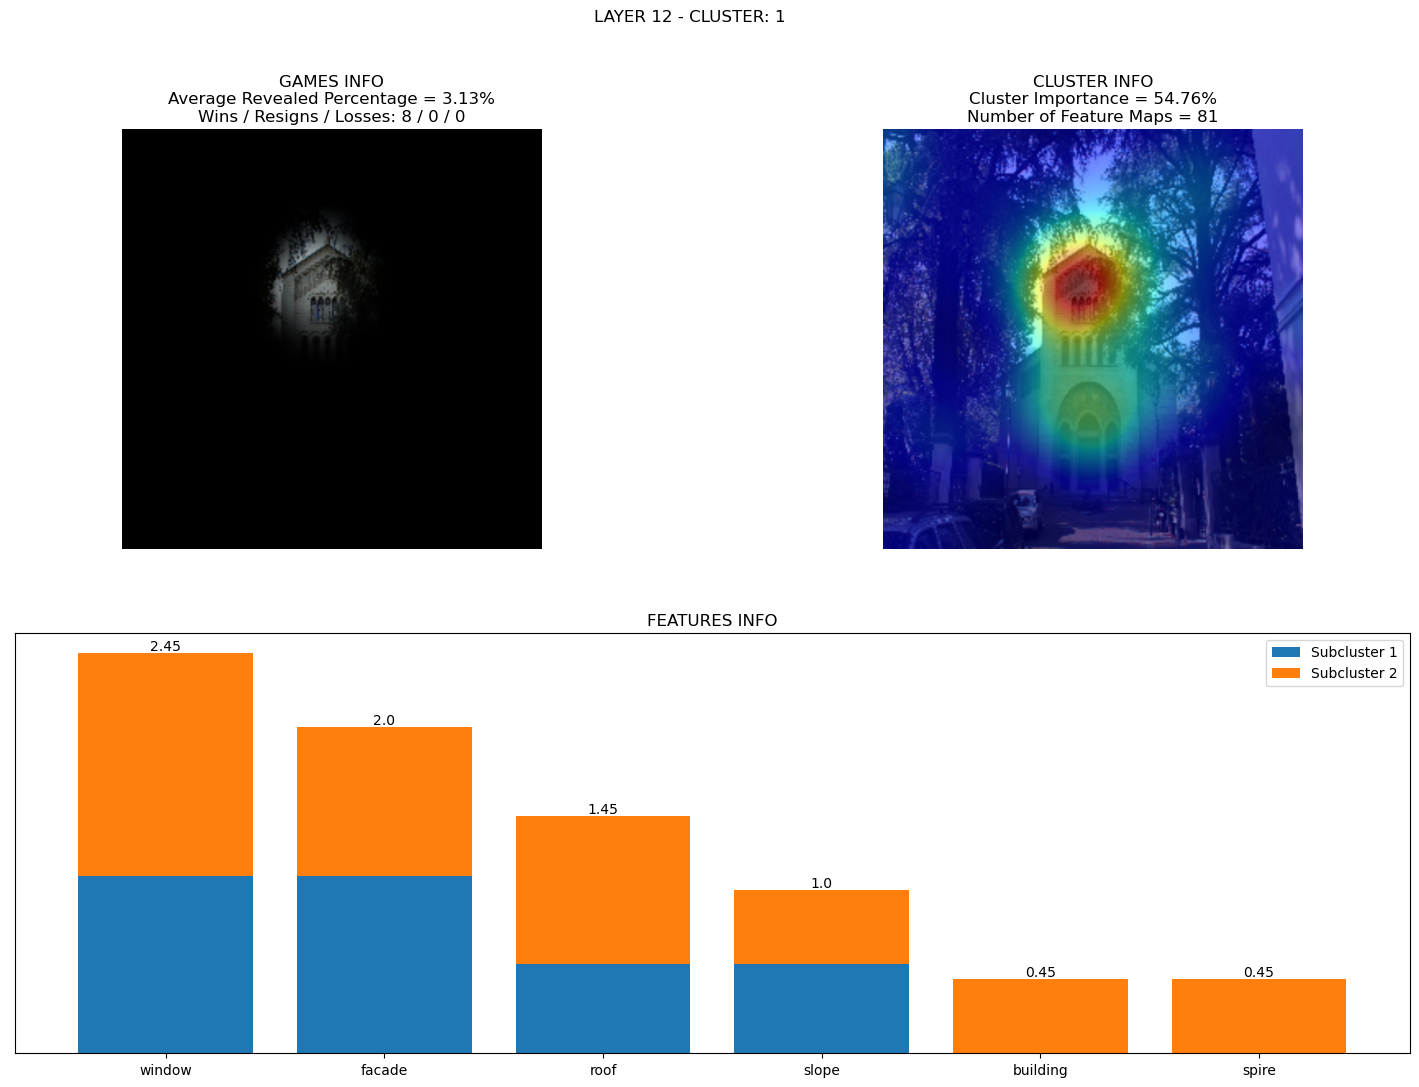 LAYER 12 - CLUSTER: 1
GAMES INFO
Average Revealed Percentage = 3.13%
Wins / Resigns / Losses: 8 / 0 / 0
CLUSTER INFO
Cluster Importance = 54.76%
Number of Feature Maps = 81
FEATURES INFO
Subcluster 1
Subcluster 2
2.45
2.0
1.45
1.0
0.45
0.45
window
facade
roof
slope
building
spire